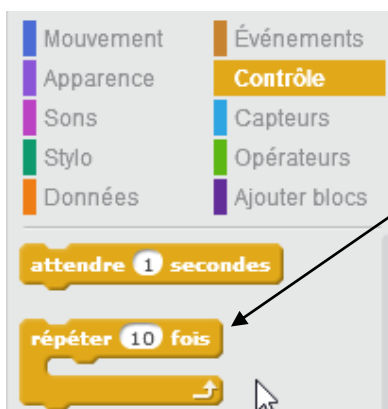 Mouvement Événements
Apparence Contrôle
Sons Capteurs
Stylo Opérateurs
Données Ajouter blocs
attendre 1 secondes
répéter 10 fois